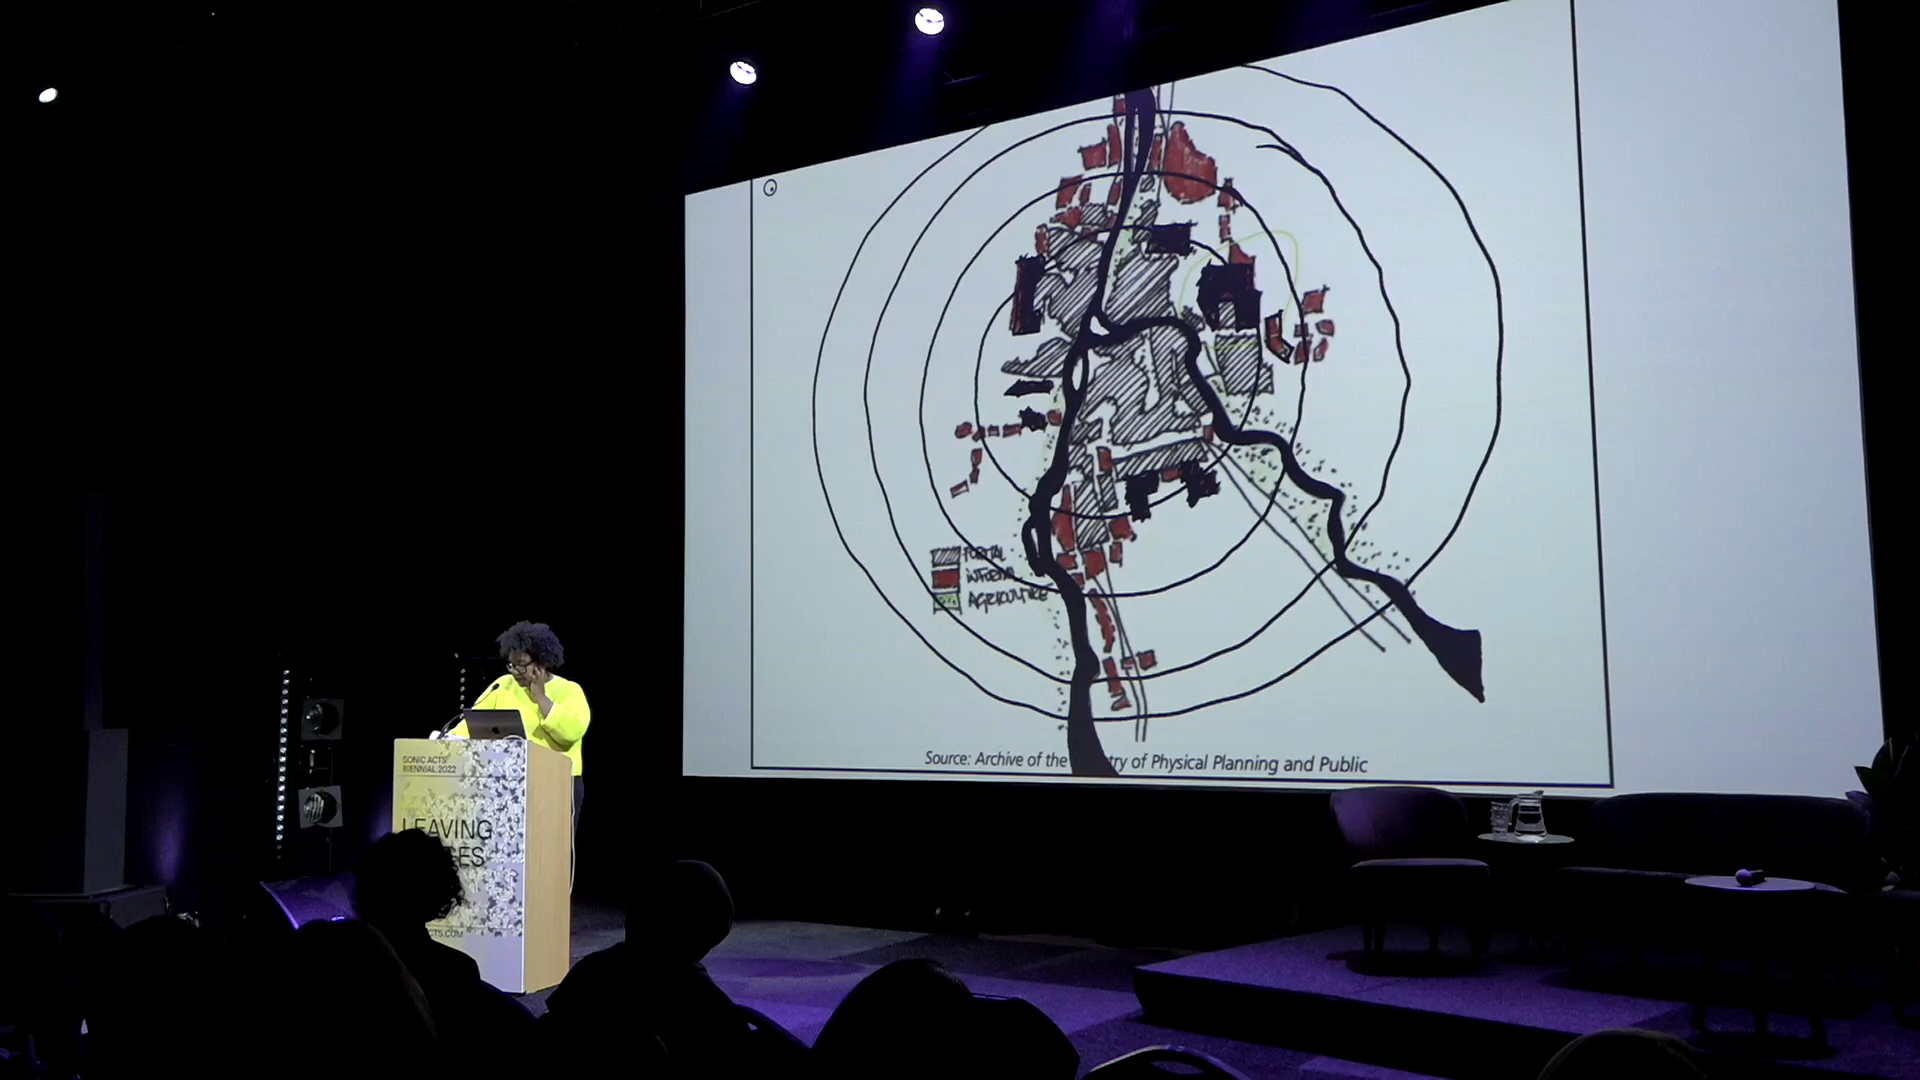 FORMAL
INFORMAL
AGRICULTURE
Source: Archive of the
try of Physical Planning and Public
SONIC ACTS
BIENNIAL 2022
LEAVING
ES
CTS.COM